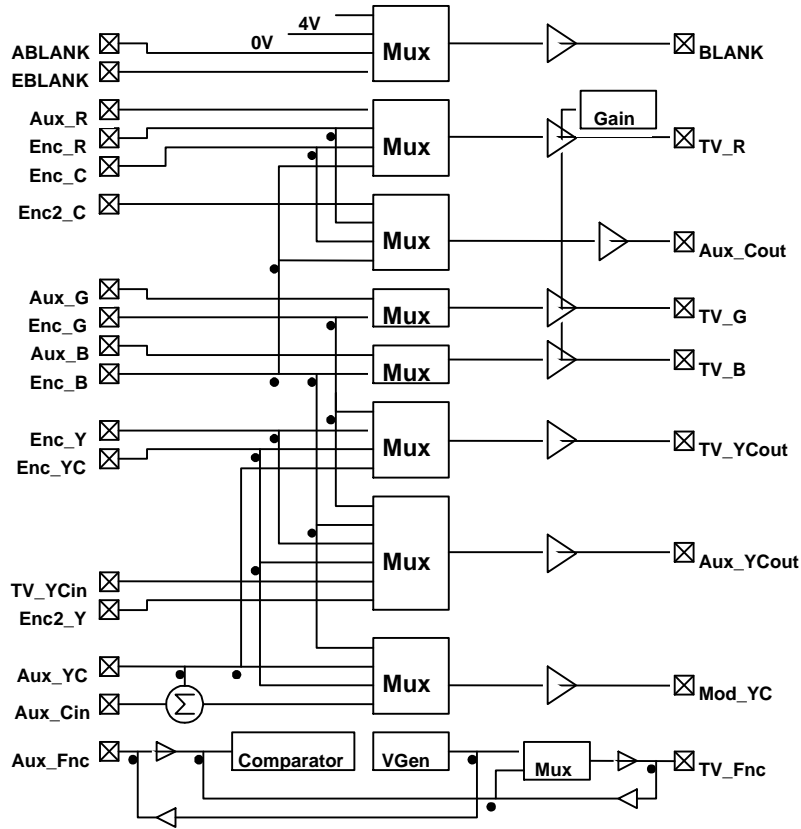 4V
0V
ABLANK
EBLANK
Mux
BLANK
Aux_R
Enc_R
Enc_C
Mux
Gain
TV_R
Enc2_C
Mux
Aux_Cout
Aux_G
Enc_G
Mux
TV_G
Aux_B
Enc_B
Mux
TV_B
Enc_Y
Enc_YC
Mux
TV_YCout
Mux
Aux_YCout
TV_YCin
Enc2_Y
Aux_YC
Aux_Cin
Σ
Mux
Mod_YC
Aux_Fnc
Comparator
VGen
Mux
TV_Fnc